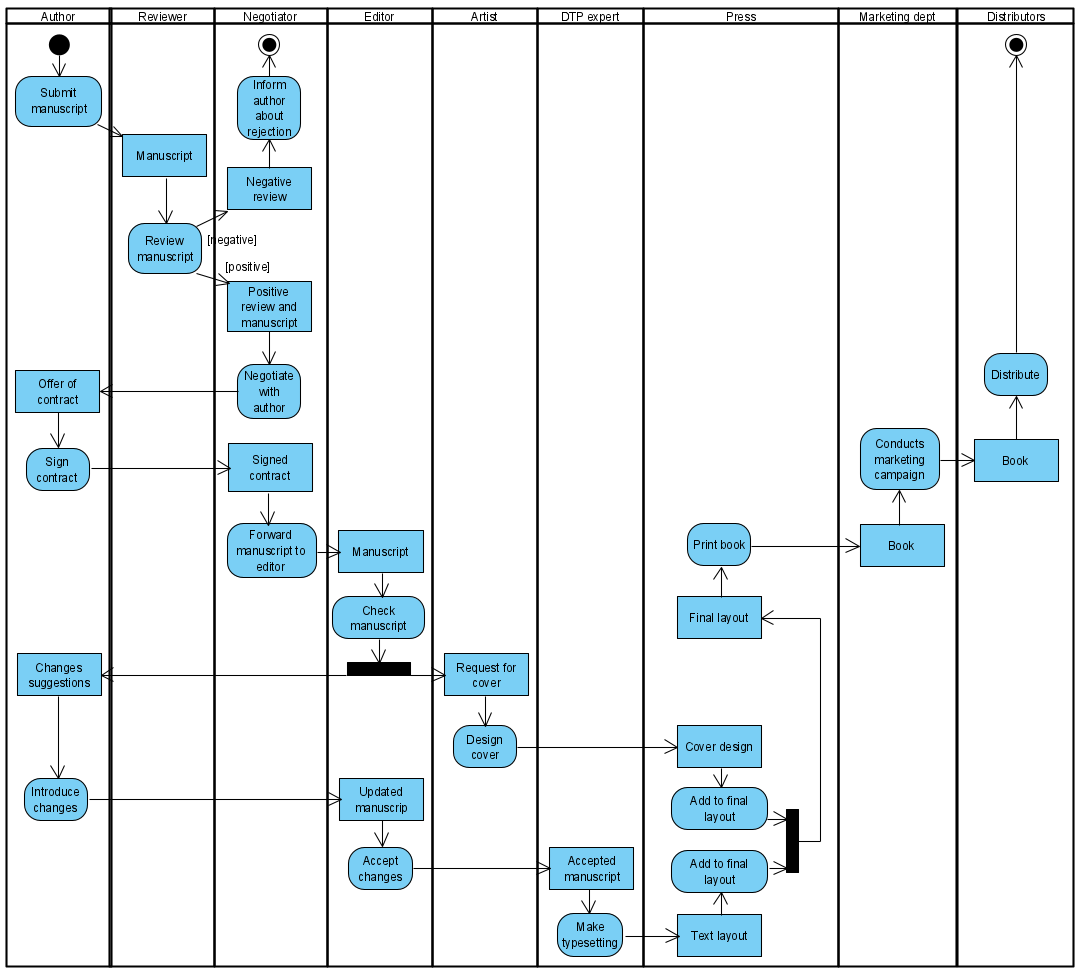 Author
Reviewer
Negotiator
Editor
Artist
DTP expert
Press
Marketing dept
Distributors
Submit
manuscript
Manuscript
Review
manuscript
[negative]
[positive]
Inform
author
about
rejection
Negative
review
Positive
review and
manuscript
Negotiate
with
author
Offer of
contract
Sign
contract
Signed
contract
Forward
manuscript to
editor
Manuscript
Check
manuscript
Changes
suggestions
Request for
cover
Design
cover
Introduce
changes
Updated
manuscrip
Accept
changes
Accepted
manuscript
Make
typesetting
Text layout
Add to final
layout
Cover design
Add to final
layout
Final layout
Print book
Book
Conducts
marketing
campaign
Book
Distribute